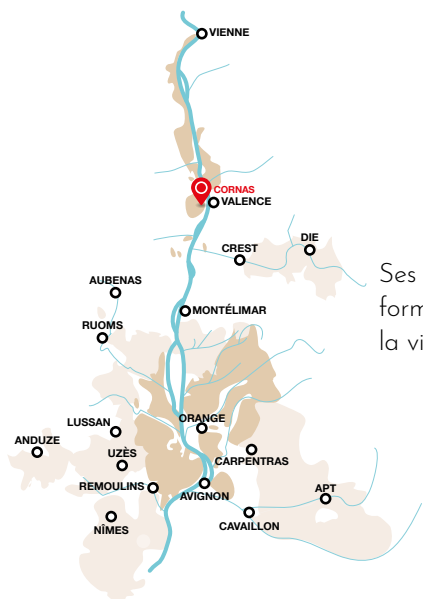 VIENNE
CORNAS
VALENCE
DIE
CREST
Ses
form
la vi
AUBENAS
MONTÉLIMAR
RUOMS
ORANGE
LUSSAN
ANDUZE
UZÈS
CARPENTRAS
REMOULINS
AVIGNON
APT
CAVAILLON
NÎMES